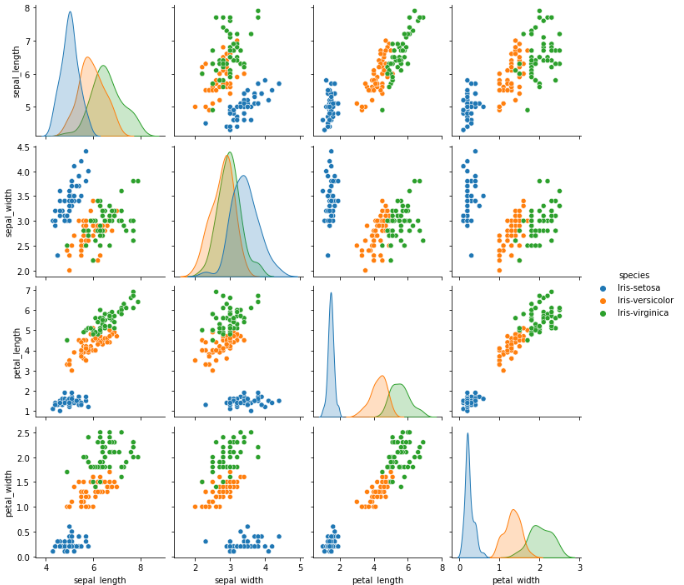 8
7
6
5
sepal_length
4.5
4.0
3.5
3.0
2.5
2.0
sepal_width
species
Iris-setosa
Iris-versicolor
Iris-virginica
7
6
5
4
3
2
1
petal_length
2.5
2.0
1.5
1.0
0.5
0.0
petal_width
4 6 8
sepal_length
2 3 4 5
sepal_width
2 4 6 8
petal_length
0 1 2 3
petal_width